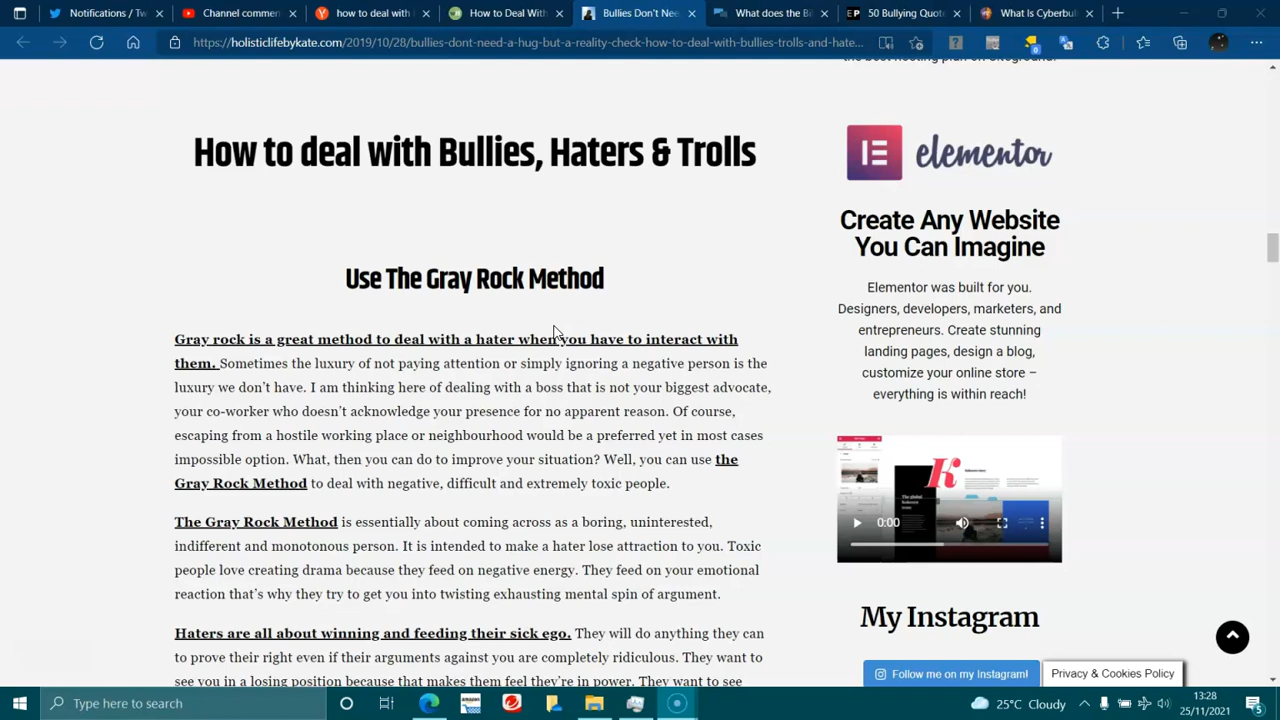 Notifications / Tw
Channel commen
how to deal with
How to Deal With
Bullies Don't Nee
What does the Bi
50 Bullying Quote
What Is Cyberbull
https://holisticlifebykate.com/2019/10/28/bullies-dont-need-a-hug-but-a-reality-check-how-to-deal-with-bullies-trolls-and-hate...
How to deal with Bullies, Haters & Trolls
Use The Gray Rock Method
Gray rock is a great method to deal with a hater when you have to interact with
them. Sometimes the luxury of not paying attention or simply ignoring a negative person is the
luxury we don't have. I am thinking here of dealing with a boss that is not your biggest advocate,
your co-worker who doesn't acknowledge your presence for no apparent reason. Of course,
escaping from a hostile working place or neighbourhood would be a preferred yet in most cases
impossible option. What, then you can do to improve your situation? Well, you can use the
Gray Rock Method to deal with negative, difficult and extremely toxic people.
The Gray Rock Method is essentially about coming across as a boring, uninterested,
indifferent and monotonous person. It is intended to make a hater lose attraction to you. Toxic
people love creating drama because they feed on negative energy. They feed on your emotional
reaction that's why they try to get you into twisting exhausting mental spin of argument.
Haters are all about winning and feeding their sick ego. They will do anything they can
to prove their right even if their arguments against you are completely ridiculous. They want to
see you in a losing position because that makes them feel they're in power. They want to see
the best hosting plan on Siteground!
elementor
Create Any Website
You Can Imagine
Elementor was built for you.
Designers, developers, marketers, and
entrepreneurs. Create stunning
landing pages, design a blog,
customize your online store –
everything is within reach!
K
0:00
My Instagram
Follow me on my Instagram!
Privacy & Cookies Policy
Type here to search
25°C Cloudy
13:28
25/11/2021
5